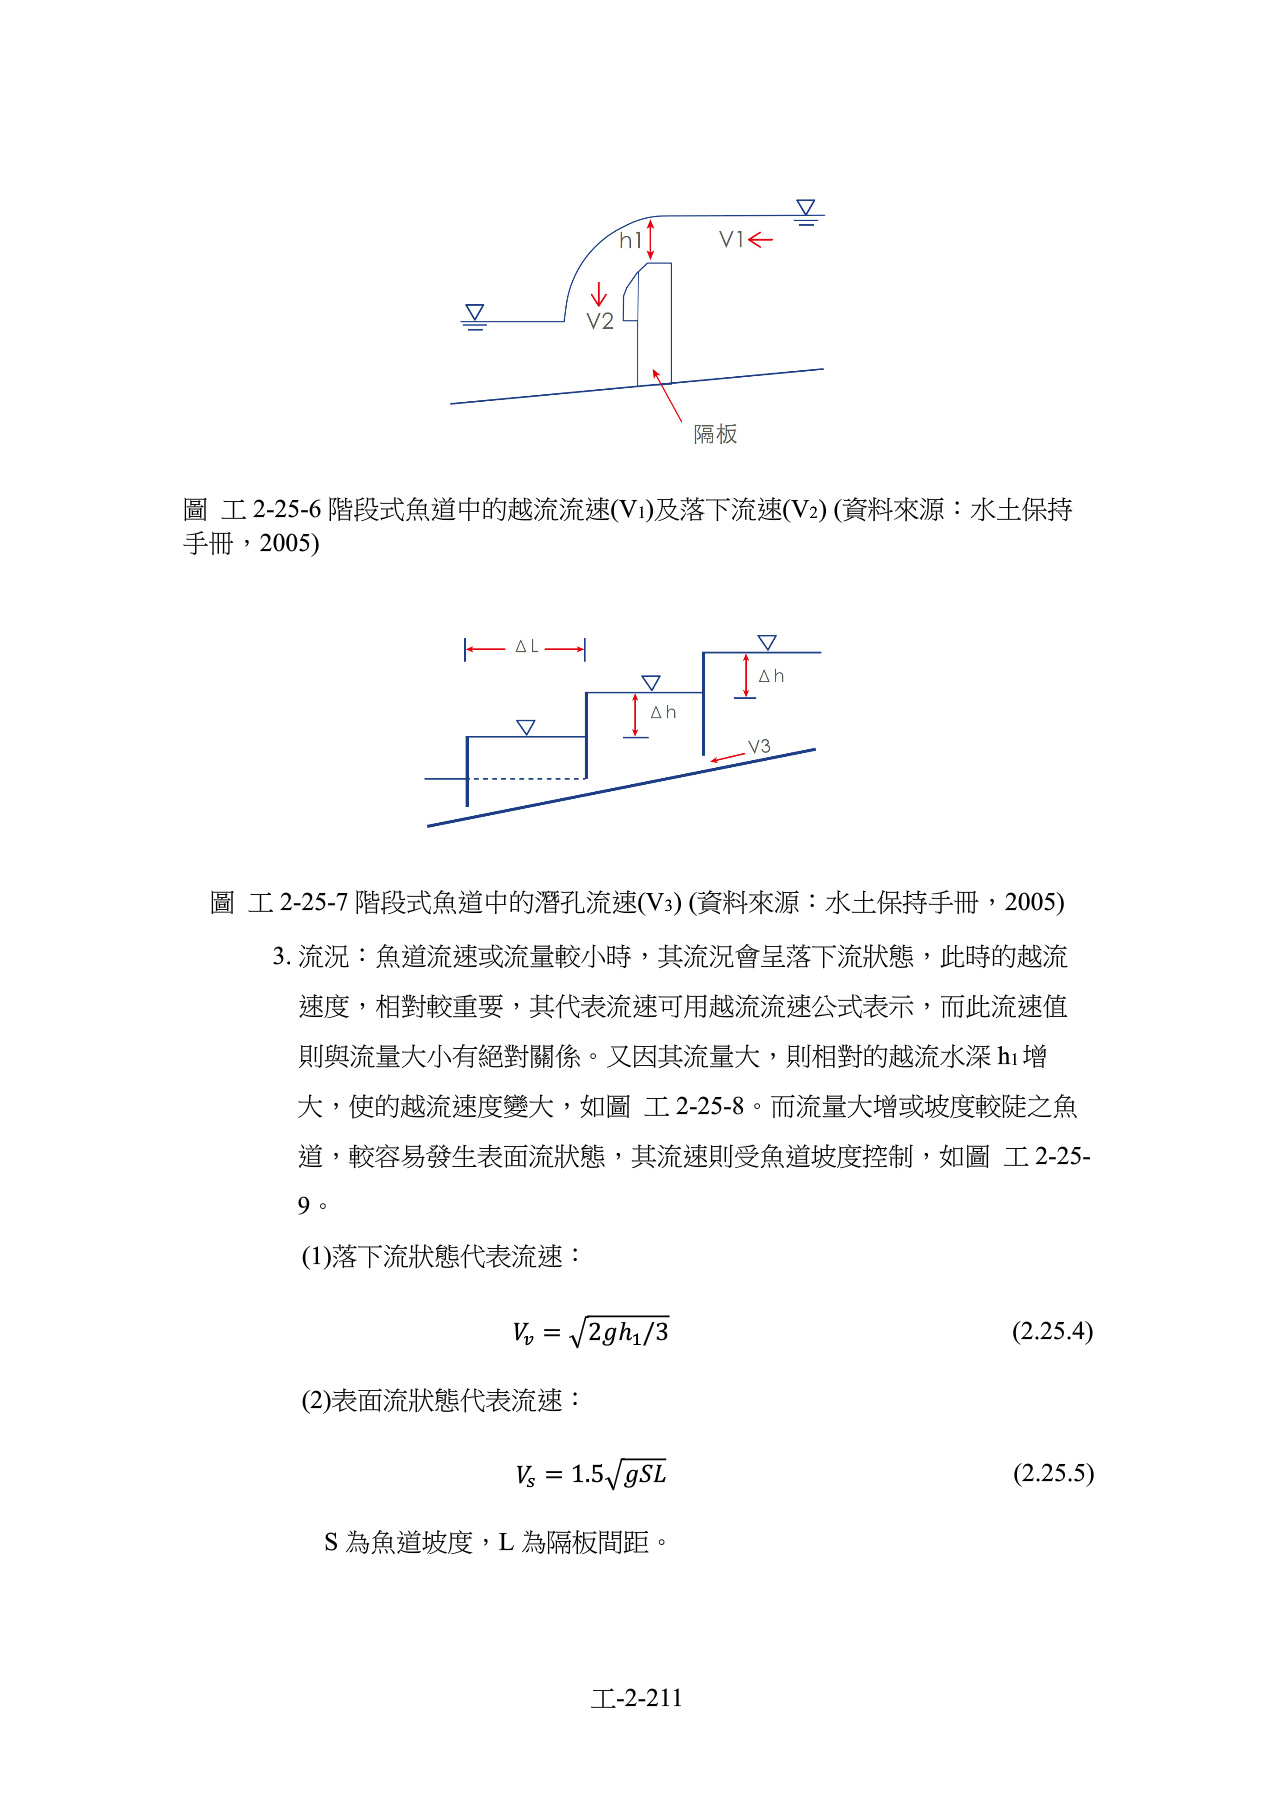 h1
V1
V2
隔板
圖 工 2-25-6 階段式魚道中的越流流速(V₁)及落下流速(V₂) (資料來源：水土保持
手冊，2005)
ΔL
Δh
Δh
V3
圖 工 2-25-7 階段式魚道中的潛孔流速(V₃) (資料來源：水土保持手冊，2005)
3. 流況：魚道流速或流量較小時，其流況會呈落下流狀態，此時的越流
速度，相對較重要，其代表流速可用越流流速公式表示，而此流速值
則與流量大小有絕對關係。又因其流量大，則相對的越流水深 h₁ 增
大，使的越流速度變大，如圖 工 2-25-8。而流量大增或坡度較陡之魚
道，較容易發生表面流狀態，其流速則受魚道坡度控制，如圖 工 2-25-
9。
(1)落下流狀態代表流速：
Vᵥ = √2gh₁/3 (2.25.4)
(2)表面流狀態代表流速：
Vₛ = 1.5√gSL (2.25.5)
S 為魚道坡度，L 為隔板間距。
工-2-211